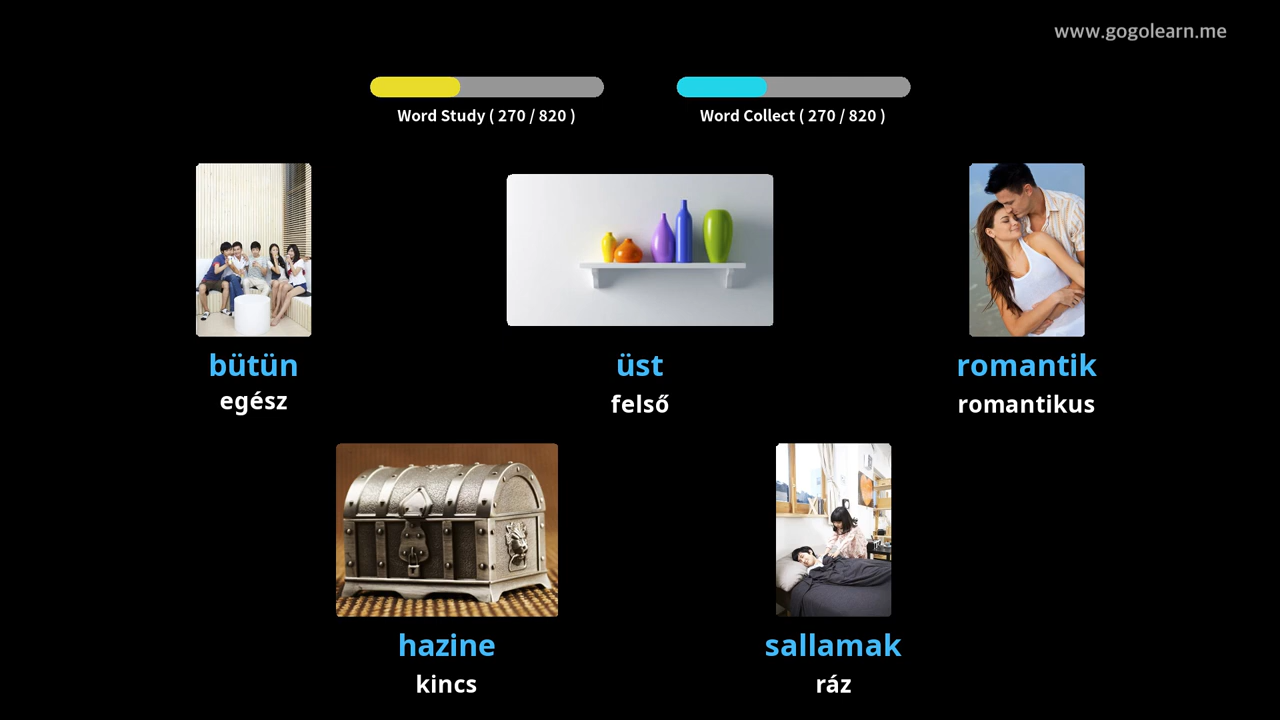 www.gogolearn.me
Word Study ( 270 / 820 )
Word Collect ( 270 / 820 )
bütün
egész
üst
felső
romantik
romantikus
hazine
kincs
sallamak
ráz